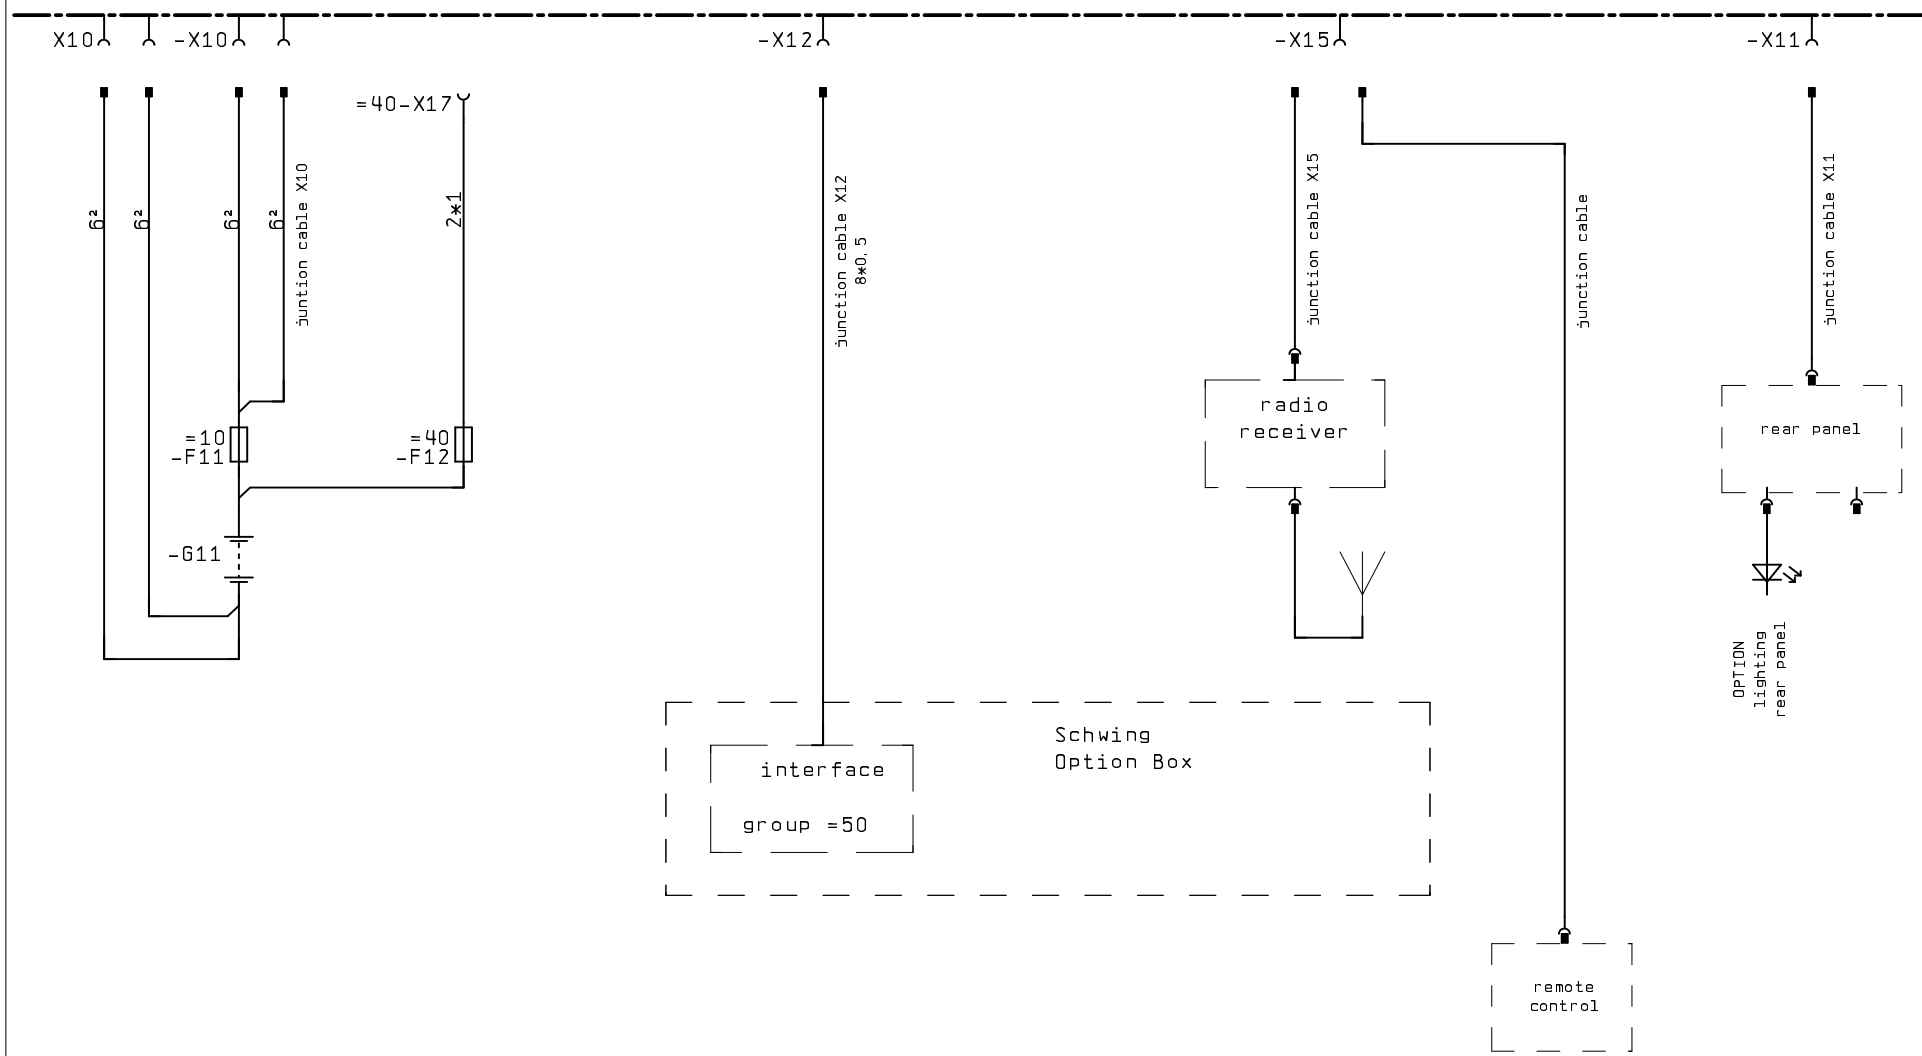 X10
-X10
-X12
-X15
-X11
=40-X17
6²
6²
6²
6²
juntion cable X10
2*1
junction cable X12
8*0,5
junction cable X15
junction cable
junction cable X11
=10
-F11
=40
-F12
-G11
radio
receiver
rear panel
OPTION
lighting
rear panel
Schwing
Option Box
interface
group =50
remote
control